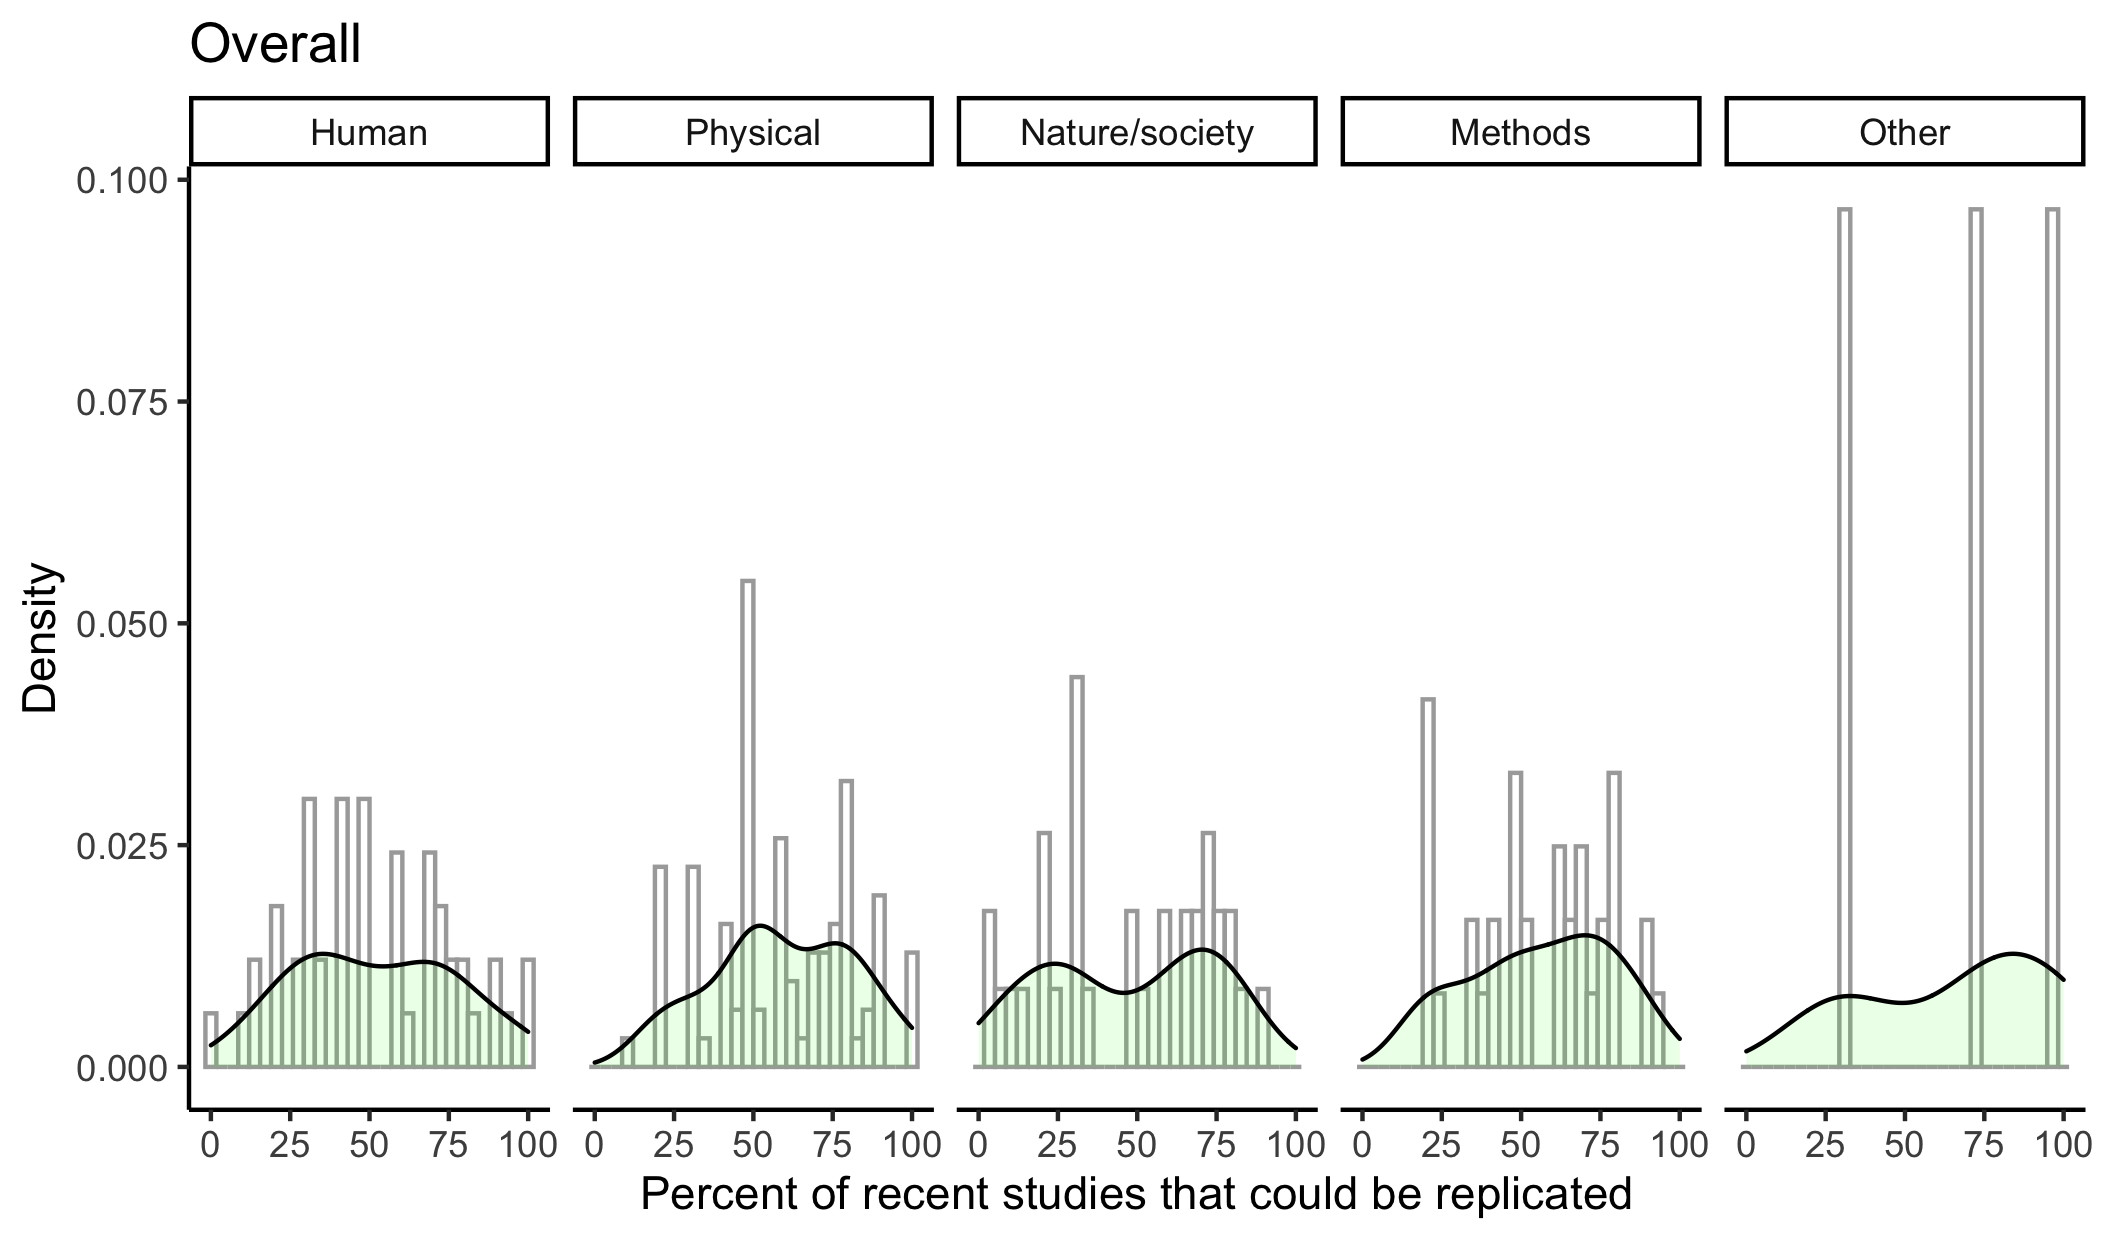 Overall
Human Physical Nature/society Methods Other
0.100
0.075
0.050
0.025
0.000
Density
0 25 50 75 100 0 25 50 75 100 0 25 50 75 100 0 25 50 75 100 0 25 50 75 100
Percent of recent studies that could be replicated